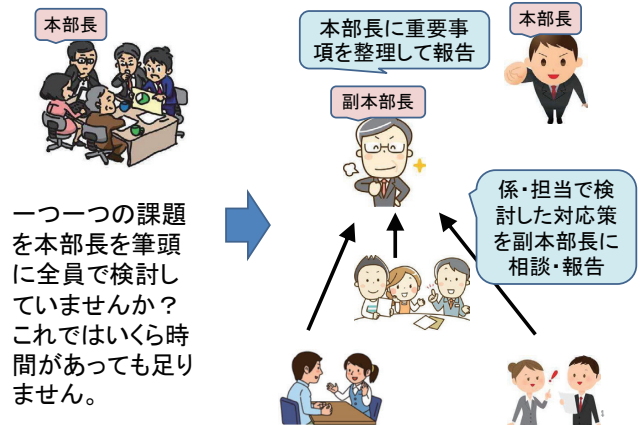 本部長
一つ一つの課題
を本部長を筆頭
に全員で検討し
ていませんか？
これではいくら時
間があっても足り
ません。
本部長に重要事
項を整理して報告
本部長
副本部長
係・担当で検
討した対応策
を副本部長に
相談・報告